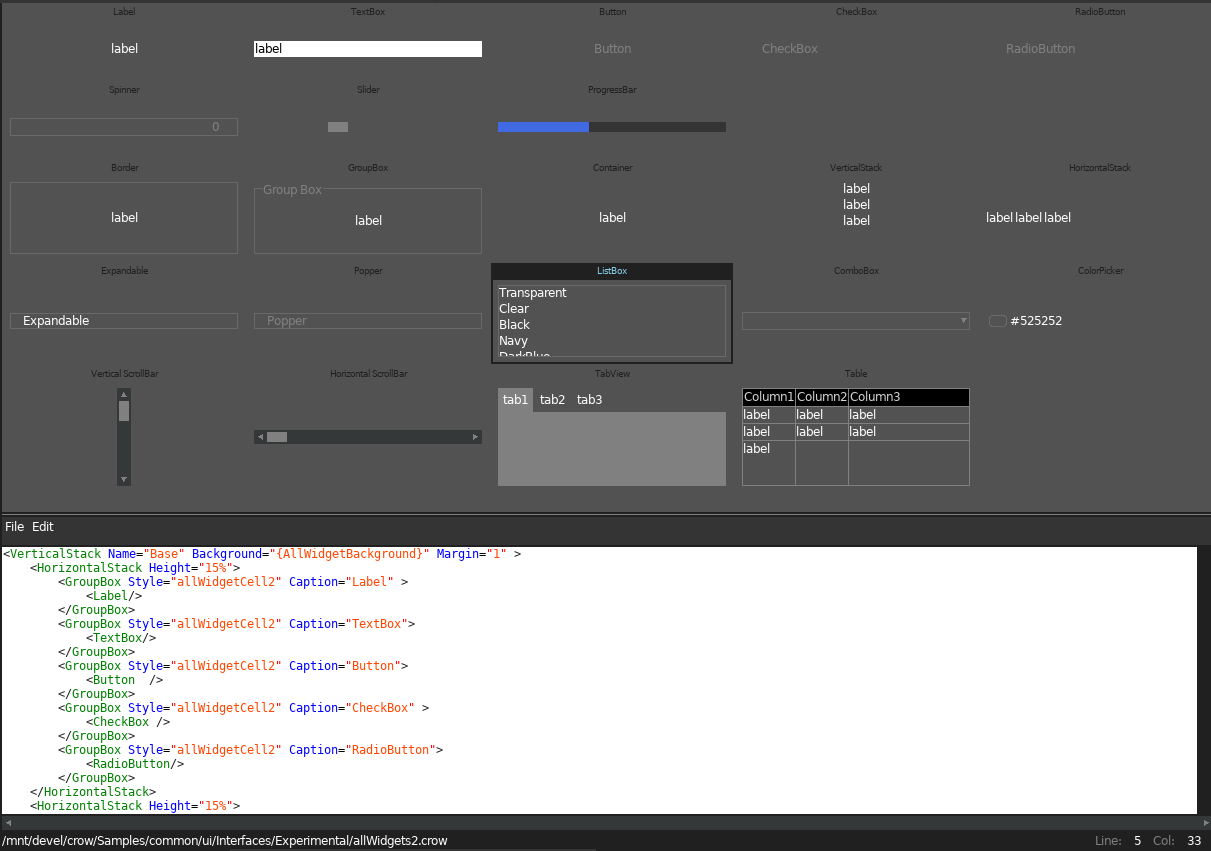 Label TextBox Button CheckBox RadioButton
label label Button CheckBox RadioButton
Spinner Slider ProgressBar
0
Border GroupBox Container VerticalStack HorizontalStack
Group Box
label label label label label label label
label
label
Expandable Popper ListBox ComboBox ColorPicker
Transparent
Clear
Expandable Popper Black #525252
Navy
DarkBlue
Vertical ScrollBar Horizontal ScrollBar TabView Table
tab1 tab2 tab3 Column1 Column2 Column3
label label label
label label label
label
File Edit
<VerticalStack Name="Base" Background="{AllWidgetBackground}" Margin="1" >
    <HorizontalStack Height="15%">
        <GroupBox Style="allWidgetCell2" Caption="Label" >
            <Label/>
        </GroupBox>
        <GroupBox Style="allWidgetCell2" Caption="TextBox">
            <TextBox/>
        </GroupBox>
        <GroupBox Style="allWidgetCell2" Caption="Button">
            <Button  />
        </GroupBox>
        <GroupBox Style="allWidgetCell2" Caption="CheckBox" >
            <CheckBox />
        </GroupBox>
        <GroupBox Style="allWidgetCell2" Caption="RadioButton">
            <RadioButton/>
        </GroupBox>
    </HorizontalStack>
    <HorizontalStack Height="15%">
/mnt/devel/crow/Samples/common/ui/Interfaces/Experimental/allWidgets2.crow Line: 5 Col: 33